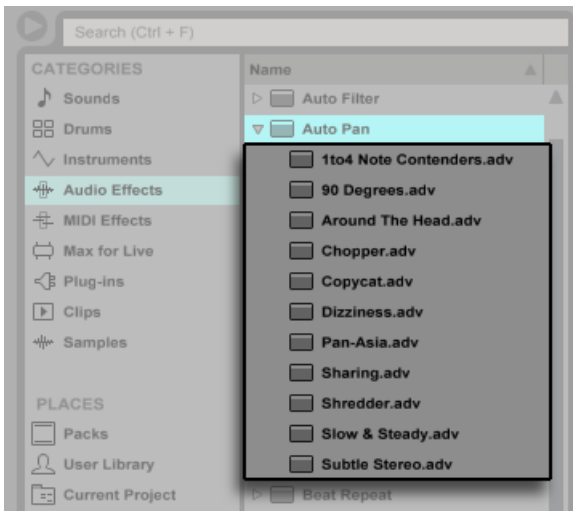 Search (Ctrl + F)
CATEGORIES
Sounds
Drums
Instruments
Audio Effects
MIDI Effects
Max for Live
Plug-ins
Clips
Samples
PLACES
Packs
User Library
Current Project
Name
Auto Filter
Auto Pan
1to4 Note Contenders.adv
90 Degrees.adv
Around The Head.adv
Chopper.adv
Copycat.adv
Dizziness.adv
Pan-Asia.adv
Sharing.adv
Shredder.adv
Slow & Steady.adv
Subtle Stereo.adv
Beat Repeat